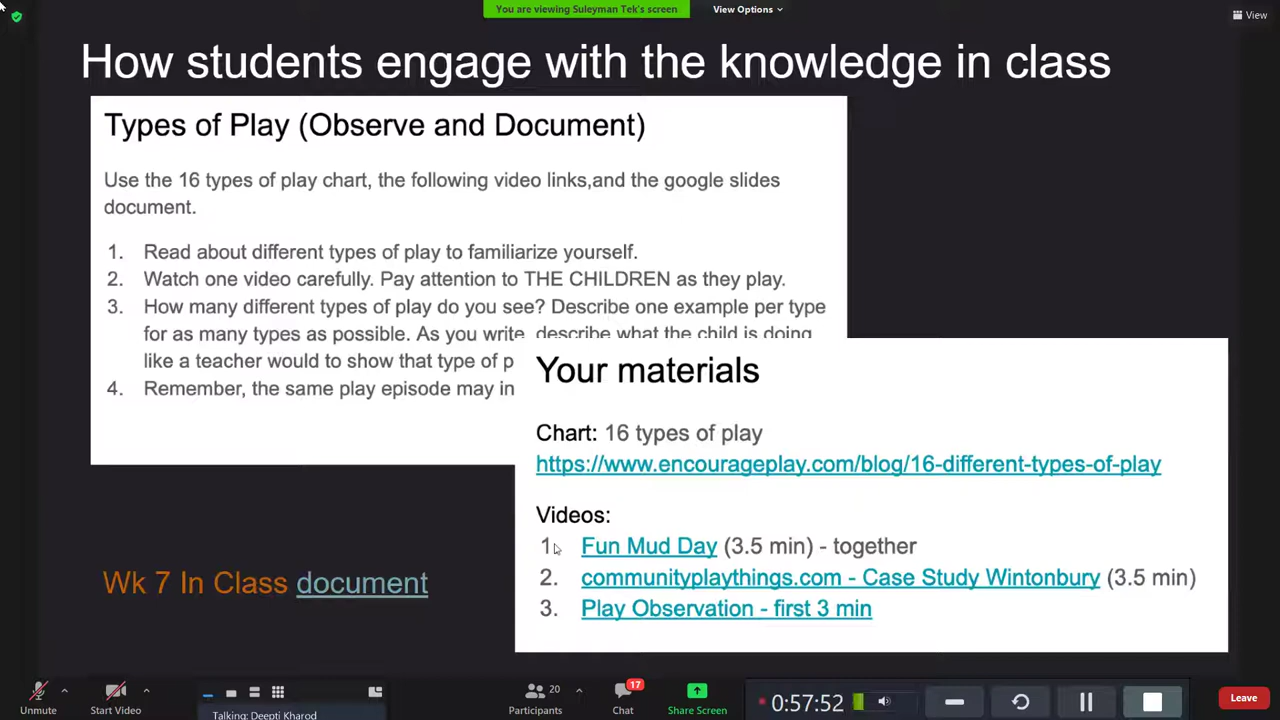 You are viewing Suleyman Tek's screen
View Options
View
How students engage with the knowledge in class
Types of Play (Observe and Document)
Use the 16 types of play chart, the following video links,and the google slides
document.
1. Read about different types of play to familiarize yourself.
2. Watch one video carefully. Pay attention to THE CHILDREN as they play.
3. How many different types of play do you see? Describe one example per type
for as many types as possible. As you write, describe what the child is doing
like a teacher would to show that type of p
4. Remember, the same play episode may in
Your materials
Chart: 16 types of play
https://www.encourageplay.com/blog/16-different-types-of-play
Videos:
1. Fun Mud Day (3.5 min) - together
2. communityplaythings.com - Case Study Wintonbury (3.5 min)
3. Play Observation - first 3 min
Wk 7 In Class document
Unmute
Start Video
Talking: Deepti Kharod
20
Participants
17
Chat
Share Screen
0:57:52
Leave